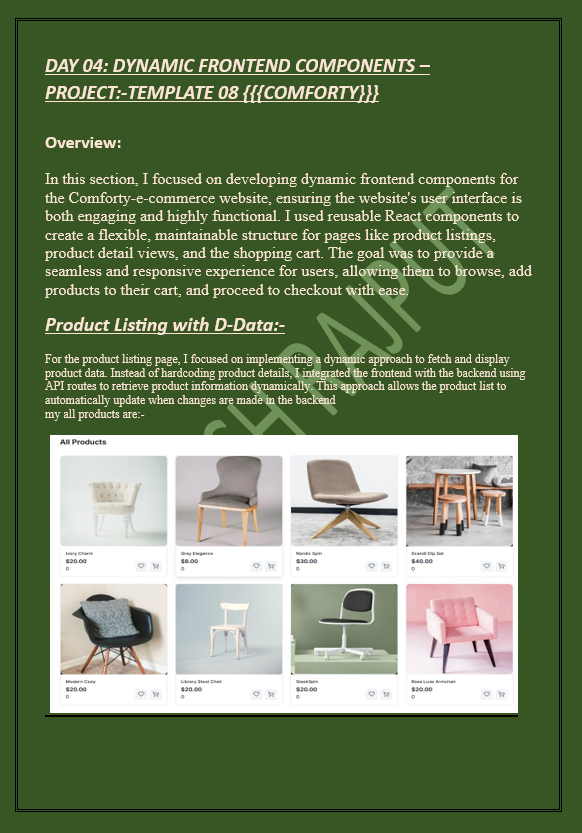 DAY 04: DYNAMIC FRONTEND COMPONENTS –
PROJECT:-TEMPLATE 08 {{{COMFORTY}}}
Overview:
In this section, I focused on developing dynamic frontend components for
the Comforty-e-commerce website, ensuring the website's user interface is
both engaging and highly functional. I used reusable React components to
create a flexible, maintainable structure for pages like product listings,
product detail views, and the shopping cart. The goal was to provide a
seamless and responsive experience for users, allowing them to browse, add
products to their cart, and proceed to checkout with ease.
Product Listing with D-Data:-
For the product listing page, I focused on implementing a dynamic approach to fetch and display
product data. Instead of hardcoding product details, I integrated the frontend with the backend using
API routes to retrieve product information dynamically. This approach allows the product list to
automatically update when changes are made in the backend
my all products are:-
All Products
Ivory Charm
$20.00
0
Gray Elegance
$8.00
0
Nordic Spin
$30.00
0
Scandi Dip Set
$40.00
0
Modern Cozy
$20.00
0
Library Stool Chair
$20.00
0
SleekSpin
$20.00
0
Rose Luxe Armchair
$20.00
0
SH RAJPUT